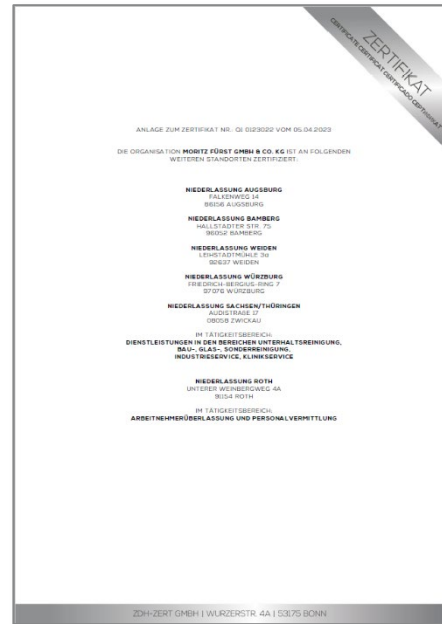 ZERTIFIKAT
CERTIFICATE CERTIFICAT CERTIFICADO
ANLAGE ZUM ZERTIFIKAT NR.: QI 0123022 VOM 05.04.2023
DIE ORGANISATION MORITZ FÜRST GMBH & CO. KG IST AN FOLGENDEN
WEITEREN STANDORTEN ZERTIFIZIERT:
NIEDERLASSUNG AUGSBURG
FALKENWEG 14
86156 AUGSBURG
NIEDERLASSUNG BAMBERG
HALLSTADTER STR. 75
96052 BAMBERG
NIEDERLASSUNG WEIDEN
LEIHSTADTMÜHLE 3a
92637 WEIDEN
NIEDERLASSUNG WÜRZBURG
FRIEDRICH-BERGIUS-RING 7
97076 WÜRZBURG
NIEDERLASSUNG SACHSEN/THÜRINGEN
AUDISTRAßE 17
08058 ZWICKAU
IM TÄTIGKEITSBEREICH:
DIENSTLEISTUNGEN IN DEN BEREICHEN UNTERHALTSREINIGUNG,
BAU-, GLAS-, SONDERREINIGUNG,
INDUSTRIESERVICE, KLINIKSERVICE
NIEDERLASSUNG ROTH
UNTERER WEINBERGWEG 4A
91154 ROTH
IM TÄTIGKEITSBEREICH:
ARBEITNEHMERÜBERLASSUNG UND PERSONALVERMITTLUNG
ZDH-ZERT GMBH | WURZERSTR. 4A | 53175 BONN